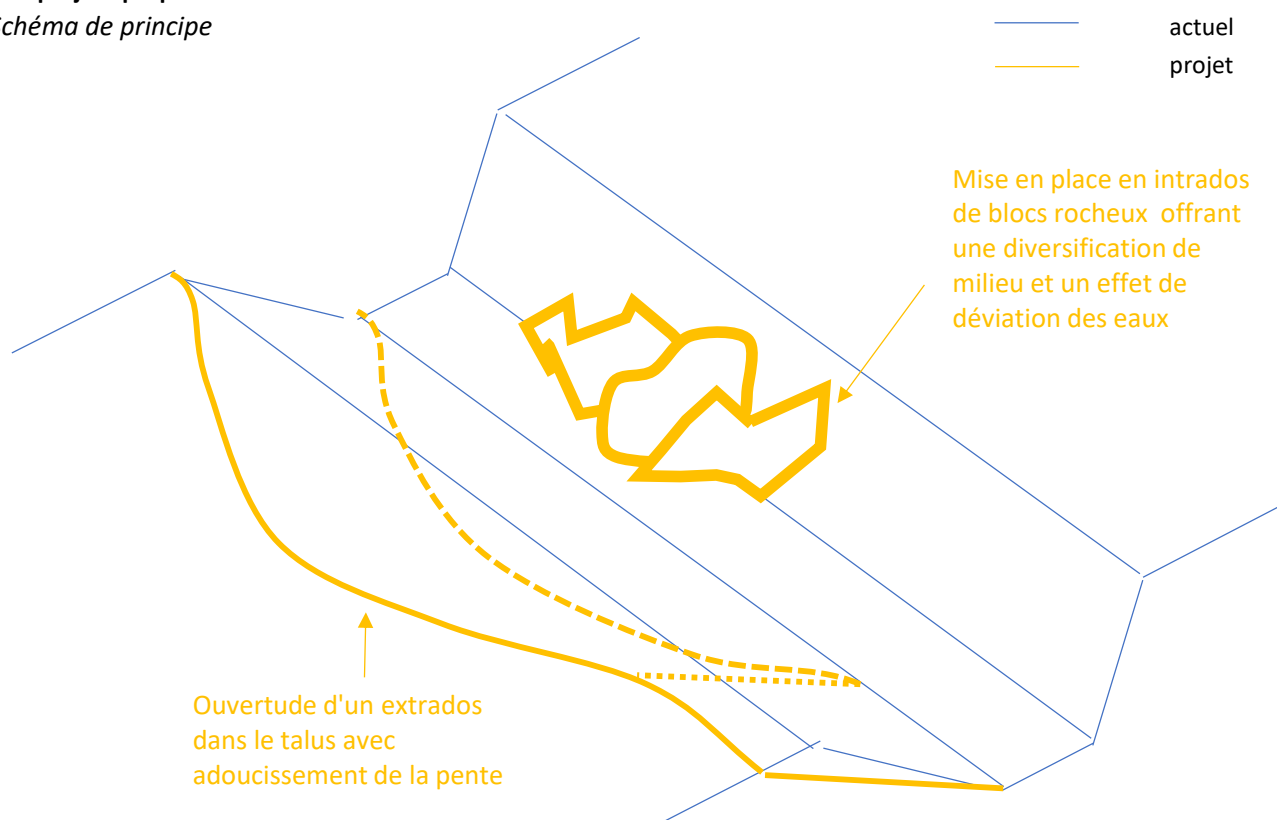 Schéma de principe
actuel
projet
Mise en place en intrados
de blocs rocheux offrant
une diversification de
milieu et un effet de
déviation des eaux
Ouvertude d'un extrados
dans le talus avec
adoucissement de la pente